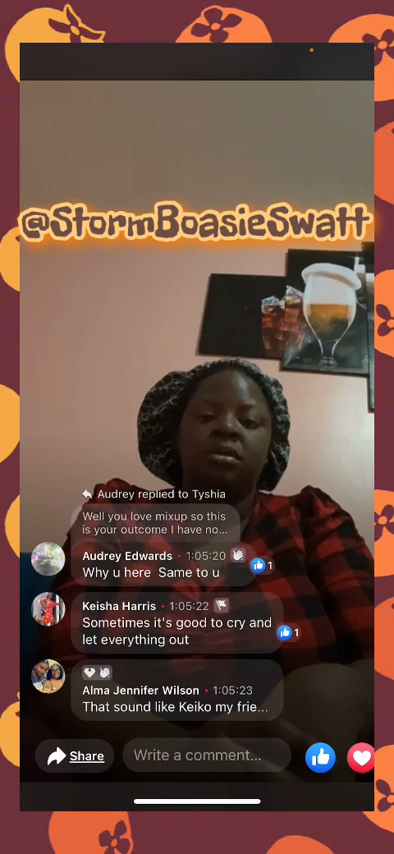 @StormBoasieSwatt
Audrey replied to Tyshia
Well you love mixup so this
is your outcome I have no...
Audrey Edwards · 1:05:20
Why u here Same to u
1
Keisha Harris · 1:05:22
Sometimes it's good to cry and
let everything out
1
Alma Jennifer Wilson · 1:05:23
That sound like Keiko my frie...
Share
Write a comment...